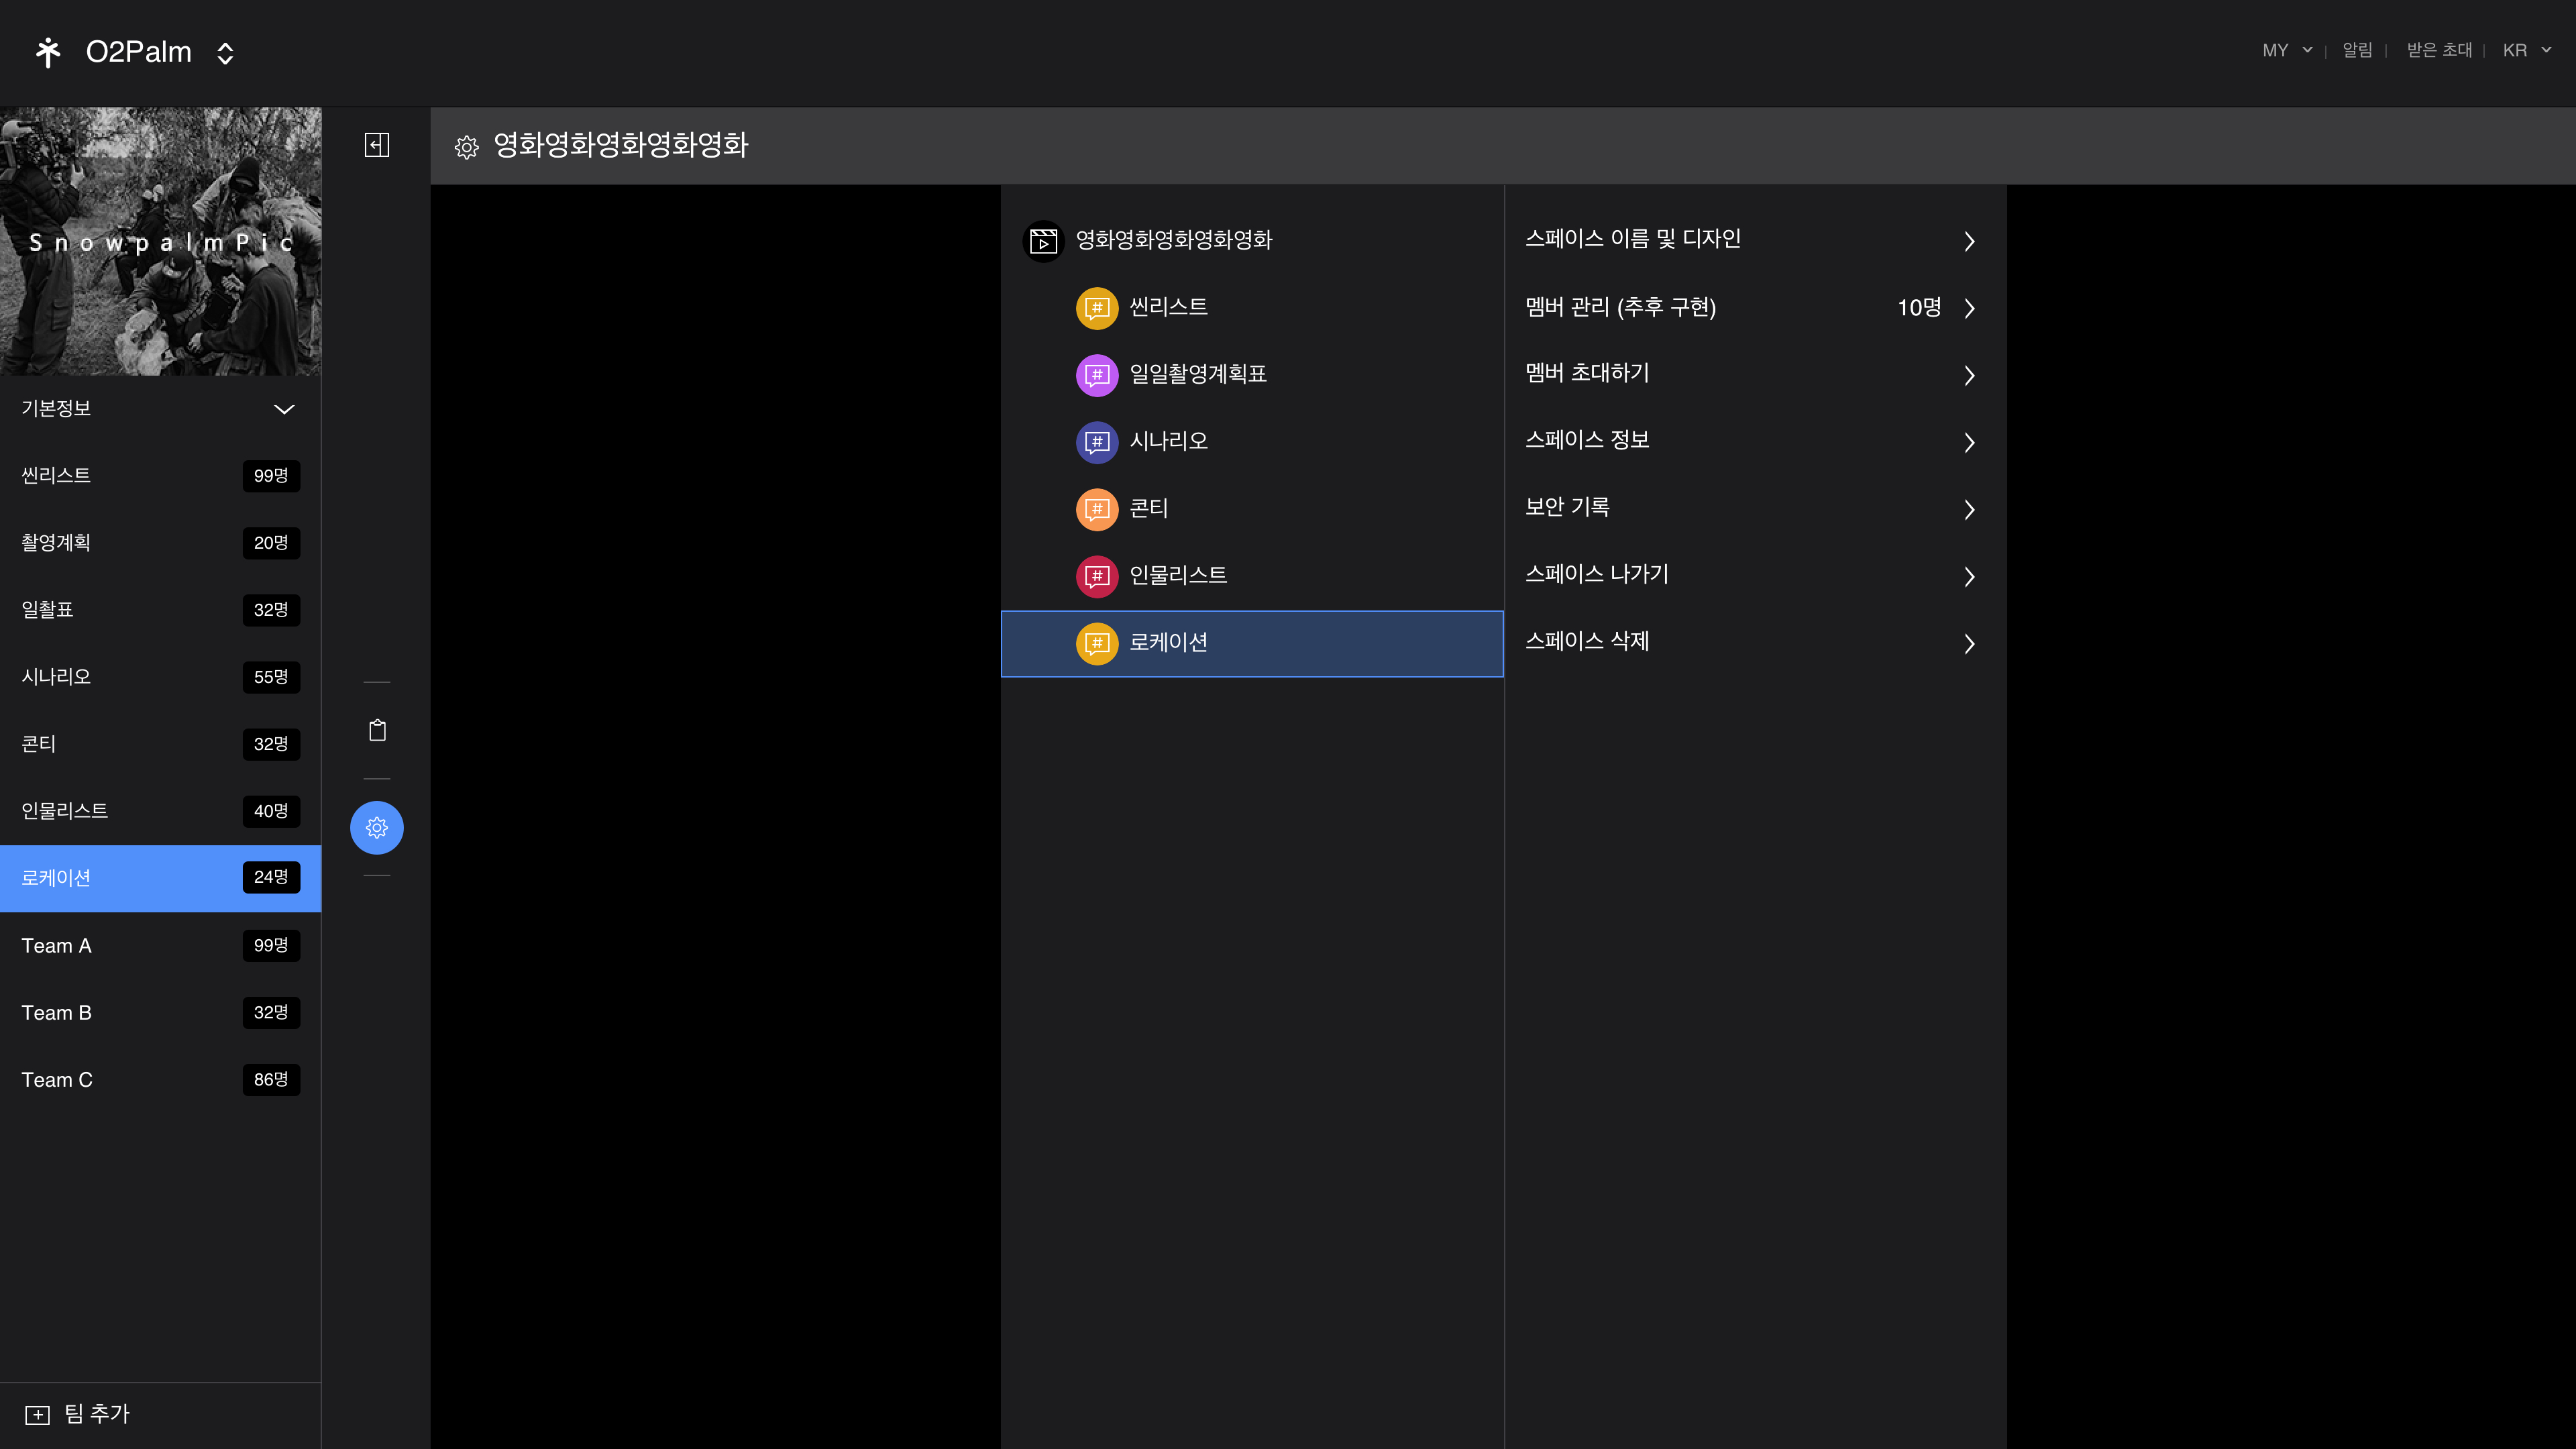 O2Palm
MY
알림
받은 초대
KR
SnowpalmPic
기본정보
씬리스트 99명
촬영계획 20명
일촬표 32명
시나리오 55명
콘티 32명
인물리스트 40명
로케이션 24명
Team A 99명
Team B 32명
Team C 86명
팀 추가
영화영화영화영화영화
영화영화영화영화영화
씬리스트
일일촬영계획표
시나리오
콘티
인물리스트
로케이션
스페이스 이름 및 디자인
멤버 관리 (추후 구현) 10명
멤버 초대하기
스페이스 정보
보안 기록
스페이스 나가기
스페이스 삭제